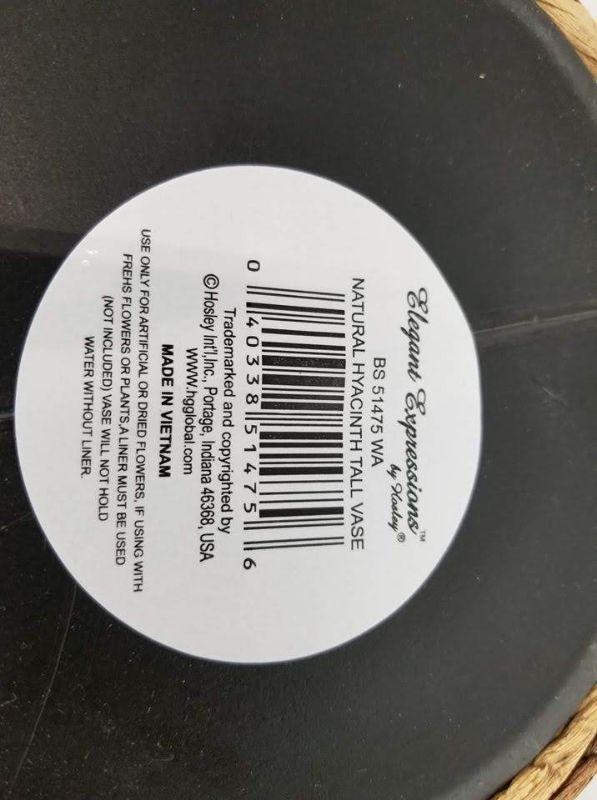 Elegant Expressions™
by Hosley®
BS 51475 WA
NATURAL HYACINTH TALL VASE
0 40338 51475 6
Trademarked and copyrighted by
©Hosley Int'l,Inc., Portage, Indiana 46368, USA
WWW.hgglobal.com
MADE IN VIETNAM
USE ONLY FOR ARTIFICIAL OR DRIED FLOWERS, IF USING WITH
FREHS FLOWERS OR PLANTS,A LINER MUST BE USED
(NOT INCLUDED) VASE WILL NOT HOLD
WATER WITHOUT LINER.